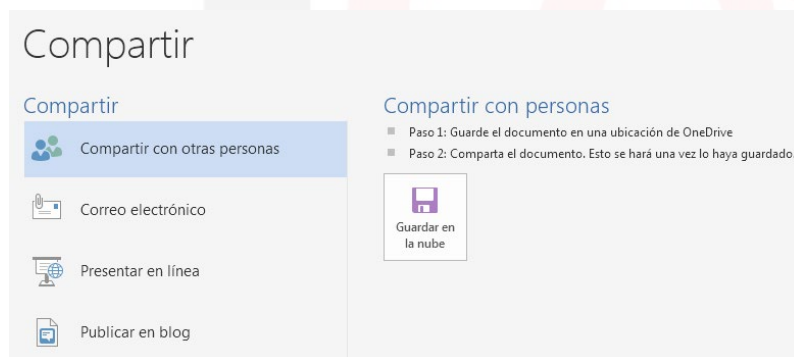 Compartir
Compartir
Compartir con otras personas
Correo electrónico
Presentar en línea
Publicar en blog
Compartir con personas
Paso 1: Guarde el documento en una ubicación de OneDrive
Paso 2: Comparta el documento. Esto se hará una vez lo haya guardado
Guardar en
la nube